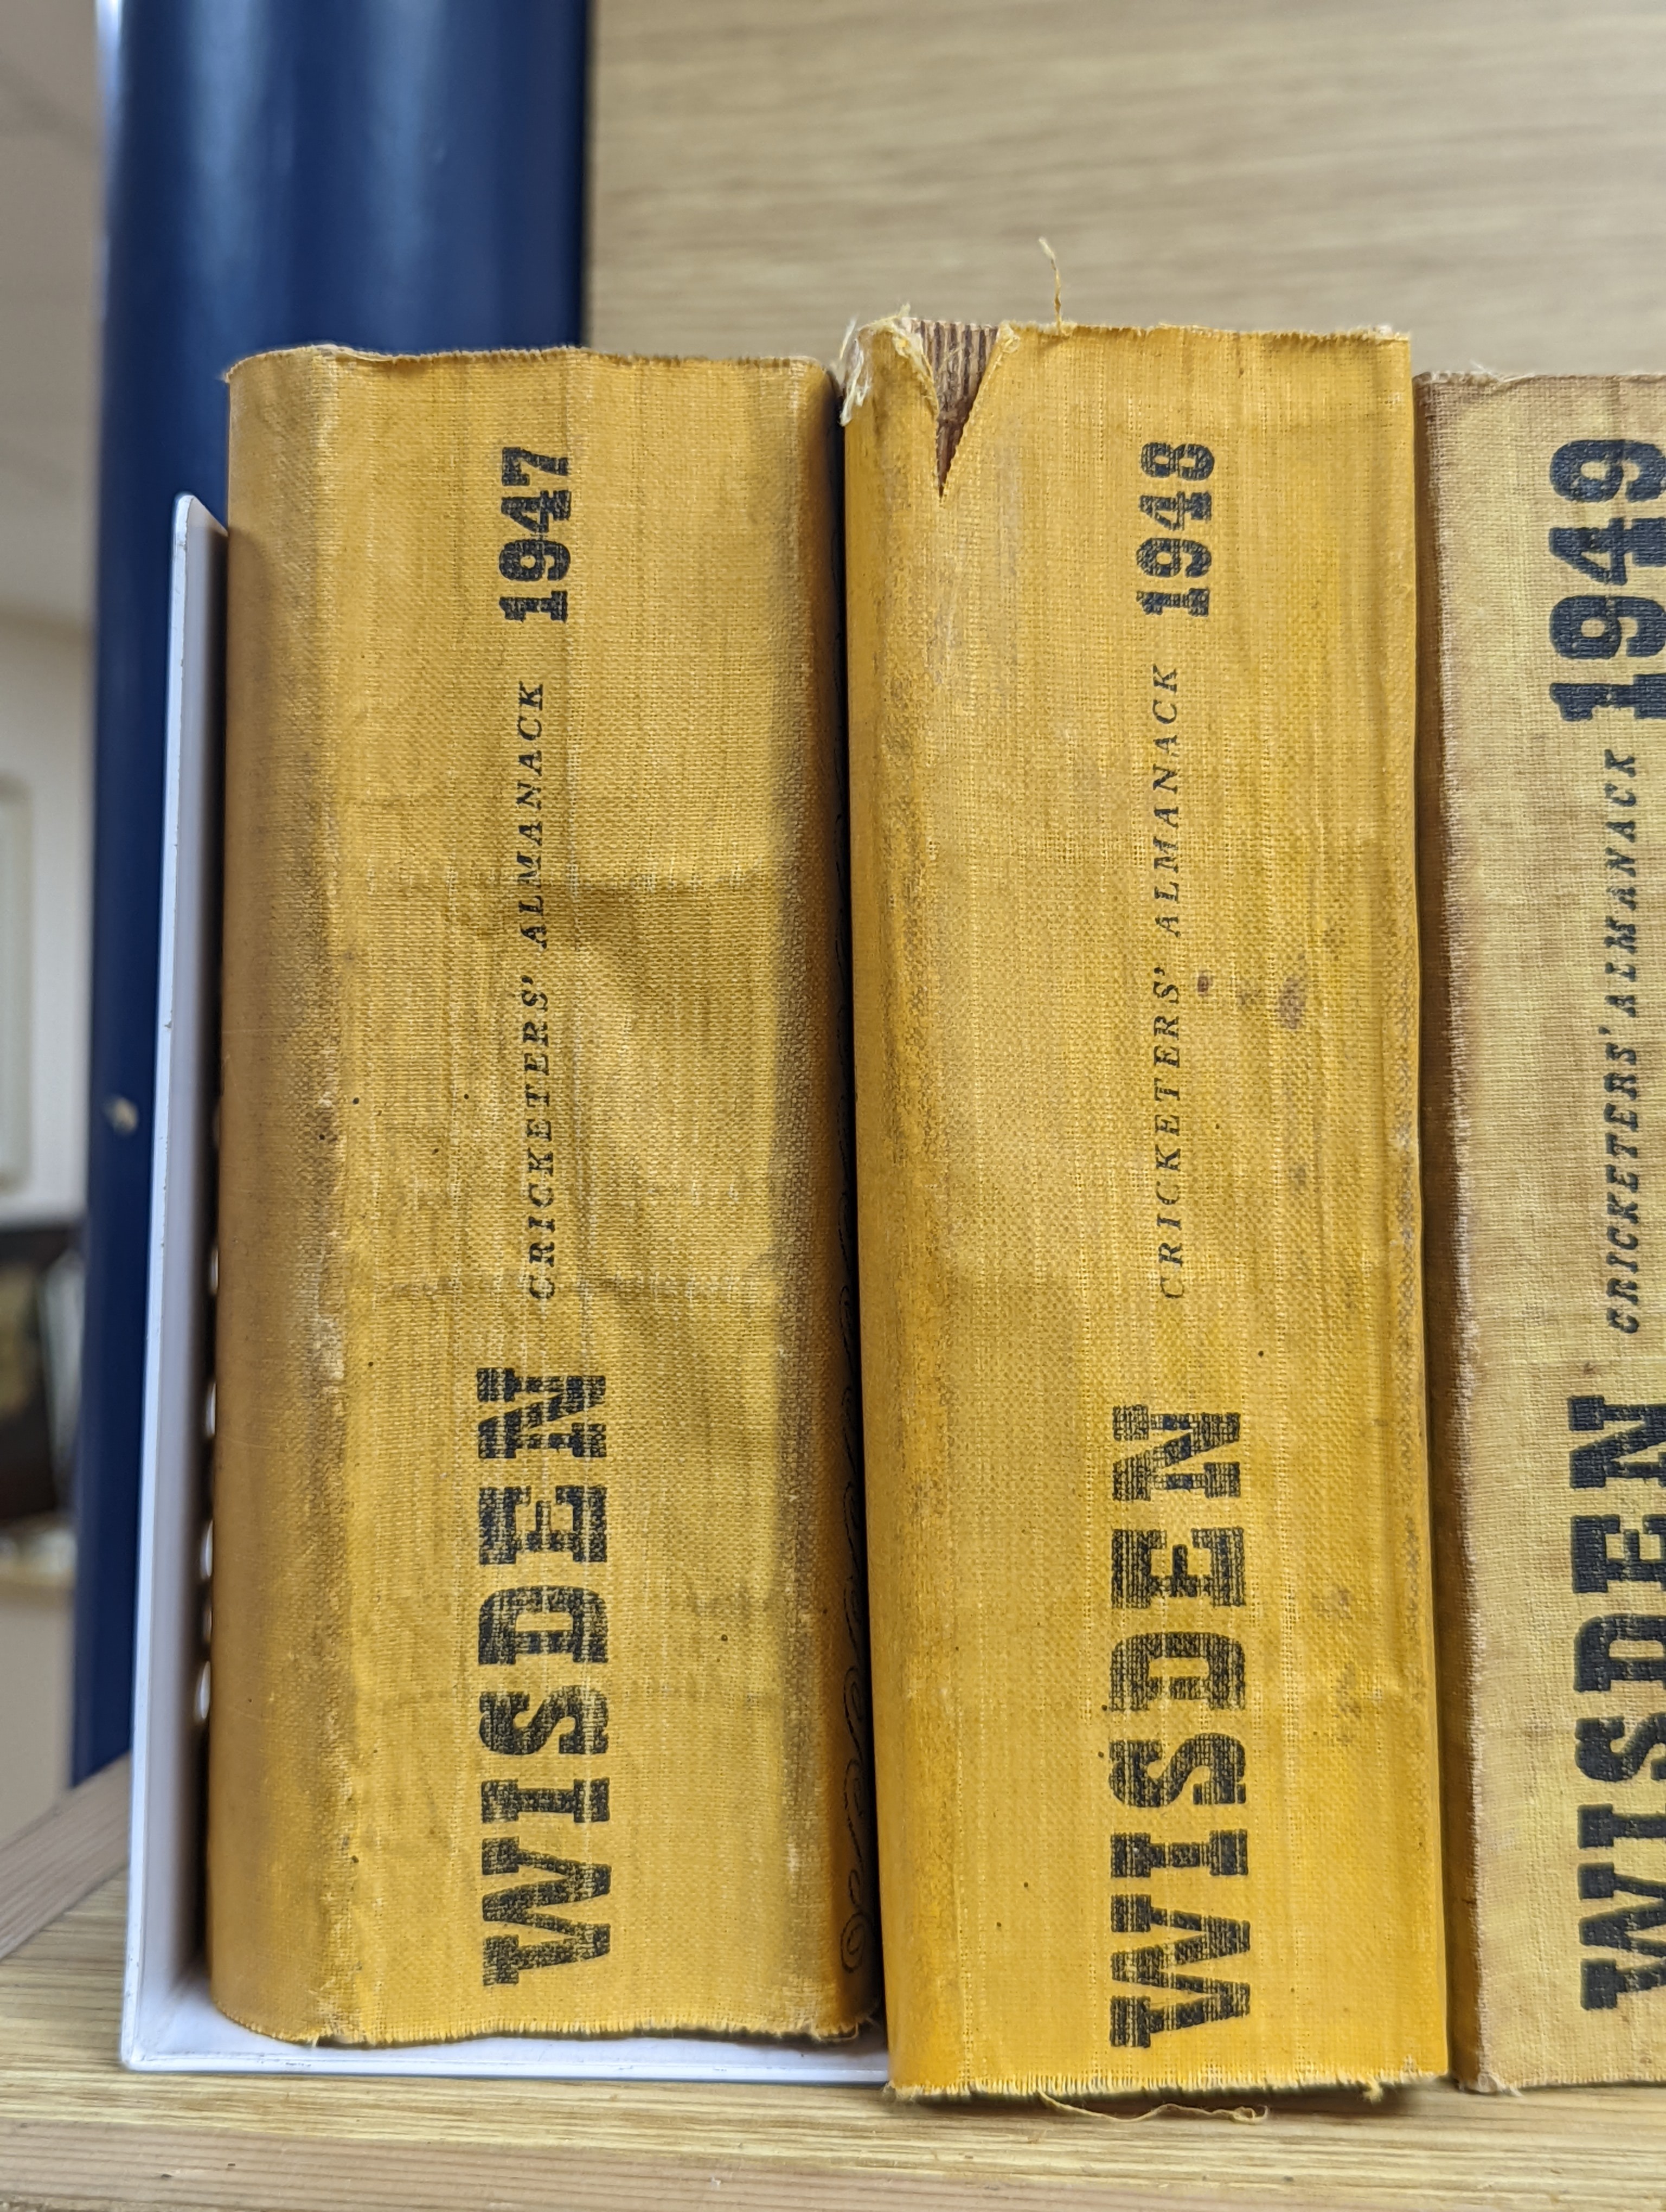 WISDEN CRICKETERS' ALMANACK 1947
WISDEN CRICKETERS' ALMANACK 1948
WISDEN CRICKETERS' ALMANACK 1949